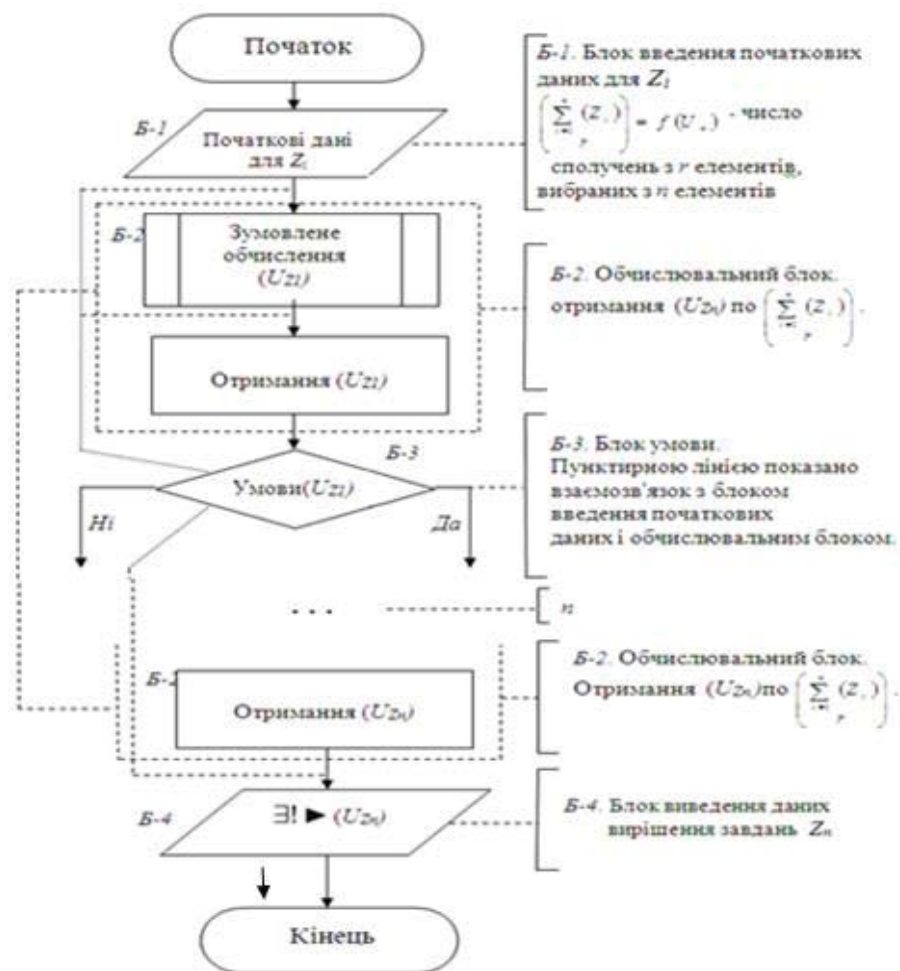 Початок
Б-1
Початкові дані
для Z1
Б-1. Блок введення початкових
даних для Z1
(∑ (Z) r) = f(U) - число
сполучень з r елементів,
вибраних з n елементів
Б-2
Зумовлене
обчислення
(UZ1)
Отримання (UZ1)
Б-2. Обчислювальний блок.
отримання (UZn) по (∑ (Z) r).
Б-3
Умови(UZ1)
Ні
Да
Б-3. Блок умови.
Пунктирною лінією показано
взаємозв'язок з блоком
введення початкових
даних і обчислювальним блоком.
. . .
n
Б-2
Отримання (UZn)
Б-2. Обчислювальний блок.
Отримання (UZn) по (∑ (Z) r).
Б-4
∃! ► (UZn)
Б-4. Блок виведення даних
вирішення завдань Zn
Кінець